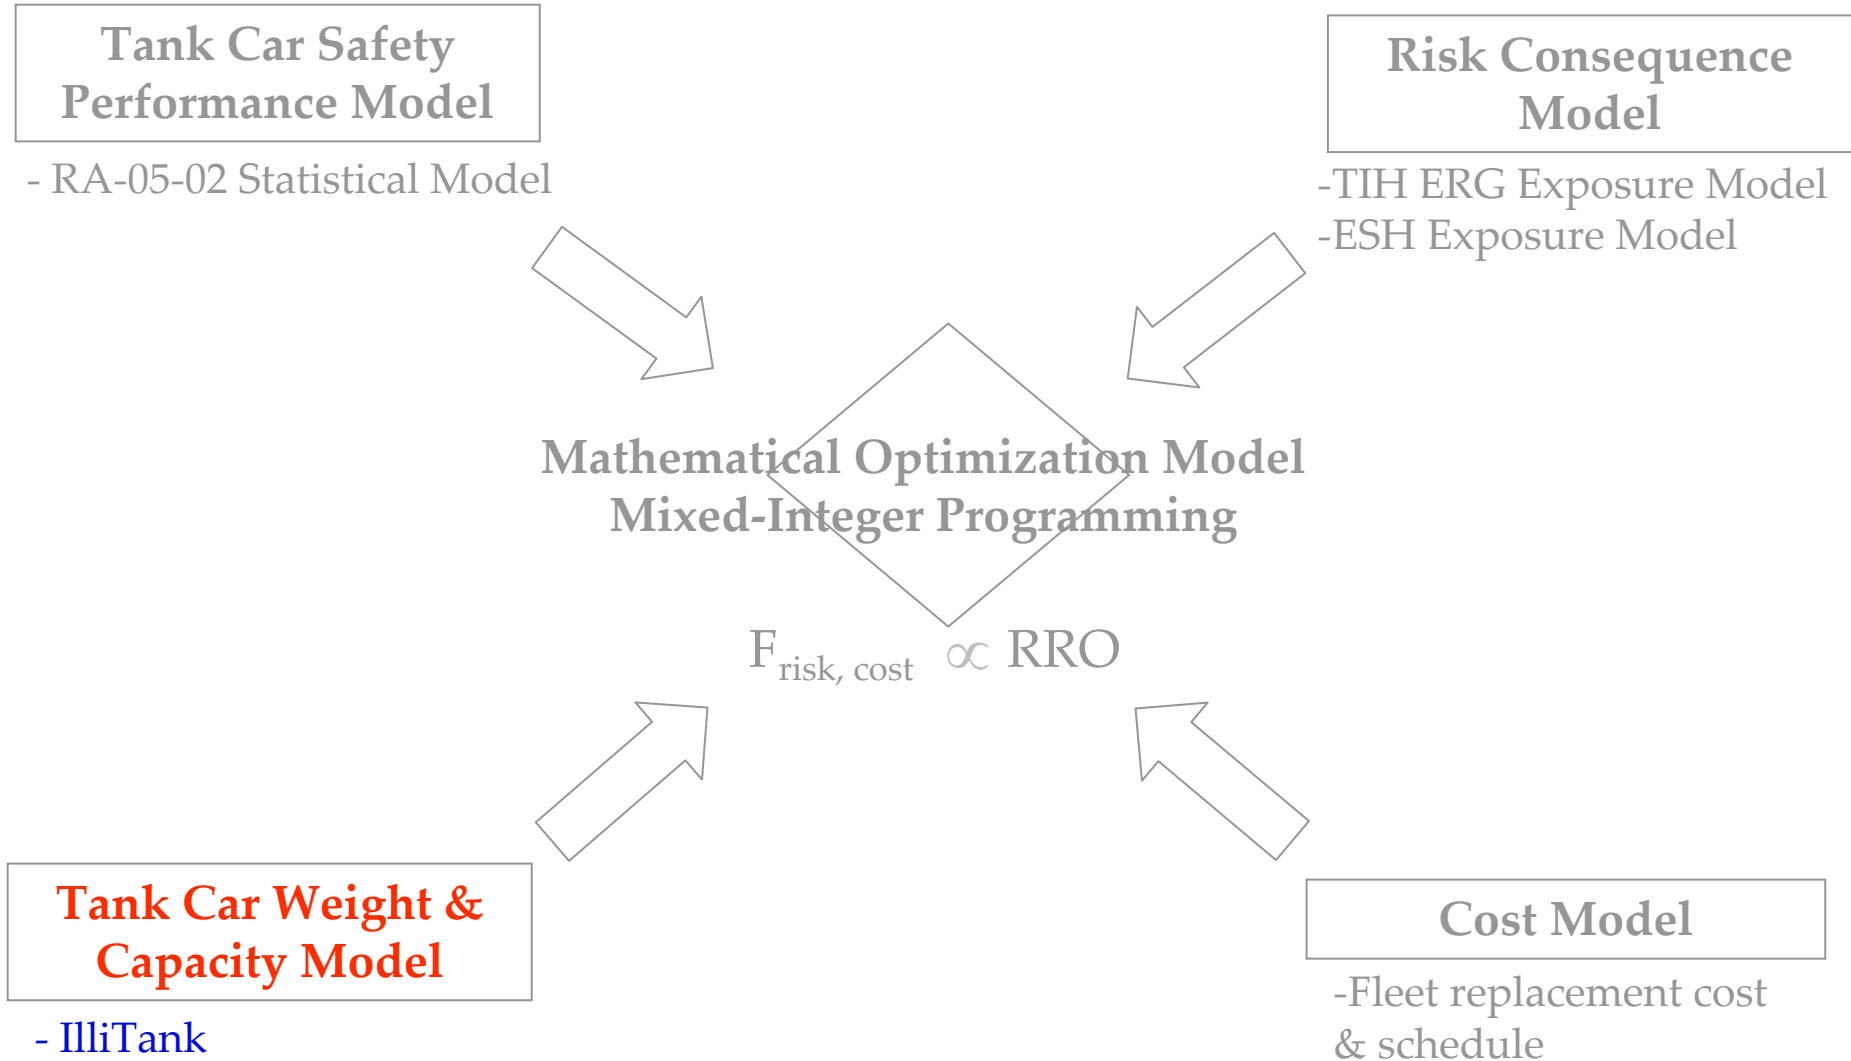 Tank Car Safety
Performance Model
- RA-05-02 Statistical Model
Risk Consequence
Model
-TIH ERG Exposure Model
-ESH Exposure Model
Mathematical Optimization Model
Mixed-Integer Programming
F risk, cost ∝ RRO
Tank Car Weight &
Capacity Model
- IlliTank
Cost Model
-Fleet replacement cost
& schedule